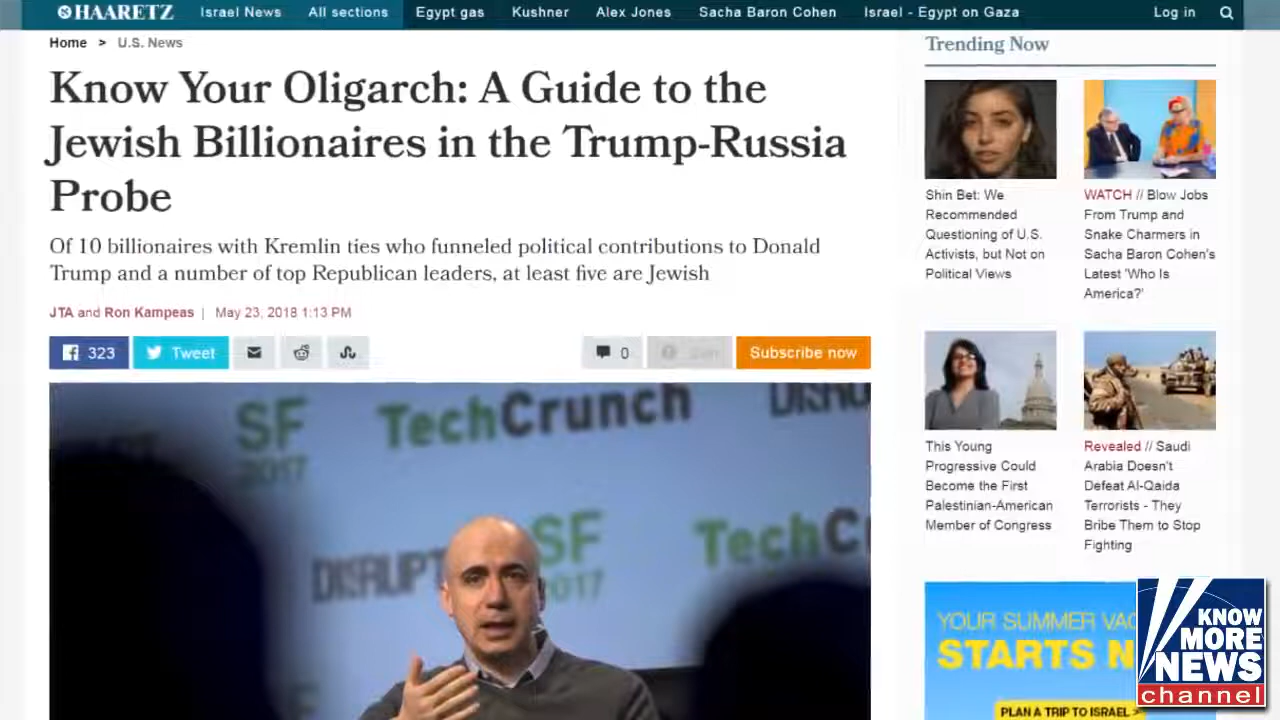 HAARETZ
Israel News
All sections
Egypt gas
Kushner
Alex Jones
Sacha Baron Cohen
Israel - Egypt on Gaza
Log in
Home > U.S. News
Know Your Oligarch: A Guide to the
Jewish Billionaires in the Trump-Russia
Probe
Of 10 billionaires with Kremlin ties who funneled political contributions to Donald
Trump and a number of top Republican leaders, at least five are Jewish
JTA and Ron Kampeas | May 23, 2018 1:13 PM
323
Tweet
0
Subscribe now
SF
2017
TechCrunch
DISRUPT
SF
2017
Trending Now
Shin Bet: We
Recommended
Questioning of U.S.
Activists, but Not on
Political Views
WATCH // Blow Jobs
From Trump and
Snake Charmers in
Sacha Baron Cohen's
Latest 'Who Is
America?'
This Young
Progressive Could
Become the First
Palestinian-American
Member of Congress
Revealed // Saudi
Arabia Doesn't
Defeat Al-Qaida
Terrorists - They
Bribe Them to Stop
Fighting
YOUR SUMMER
STARTS
PLAN A TRIP TO ISRAEL >
KNOW
MORE
NEWS
channel